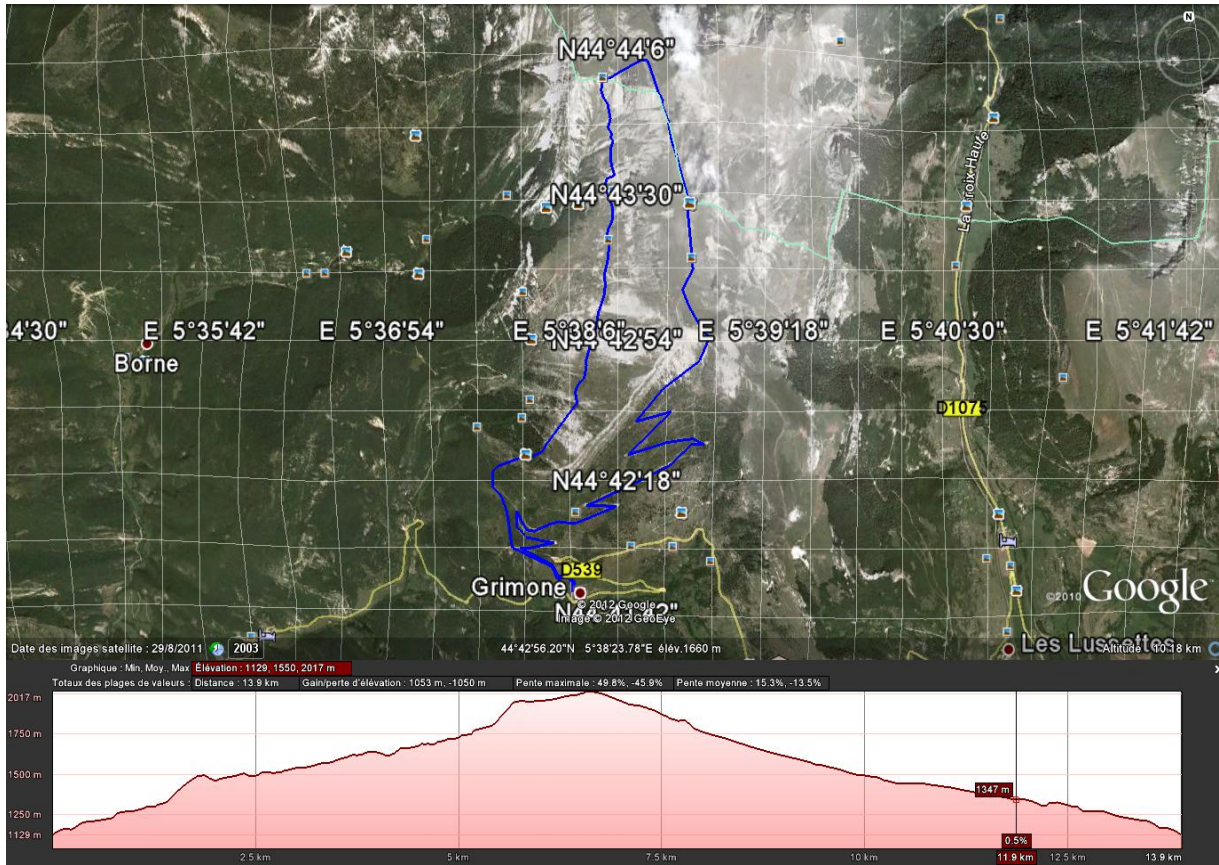 N
N44°44'6"
La Croix-Haute
N44°43'30"
34'30" E 5°35'42" E 5°36'54" E 5°38'6" E 5°39'18" E 5°40'30" E 5°41'42"
N44°42'54"
Borne
D1075
N44°42'18"
D539
Grimone
© 2012 Google
Image © 2012 GeoEye
©2010 Google
Les Lussettes
Date des images satellite : 29/8/2011 2003 44°42'56.20"N 5°38'23.78"E élev.1660 m Altitude 10.18 km
Graphique : Min, Moy., Max Élévation : 1129, 1550, 2017 m
Totaux des plages de valeurs : Distance : 13.9 km Gain/perte d'élévation : 1053 m, -1050 m Pente maximale : 49.8%, -45.9% Pente moyenne : 15.3%, -13.5%
2017 m
1750 m
1500 m
1347 m
1250 m
1129 m
0.5%
2.5 km 5 km 7.5 km 10 km 11.9 km 12.5 km 13.9 km